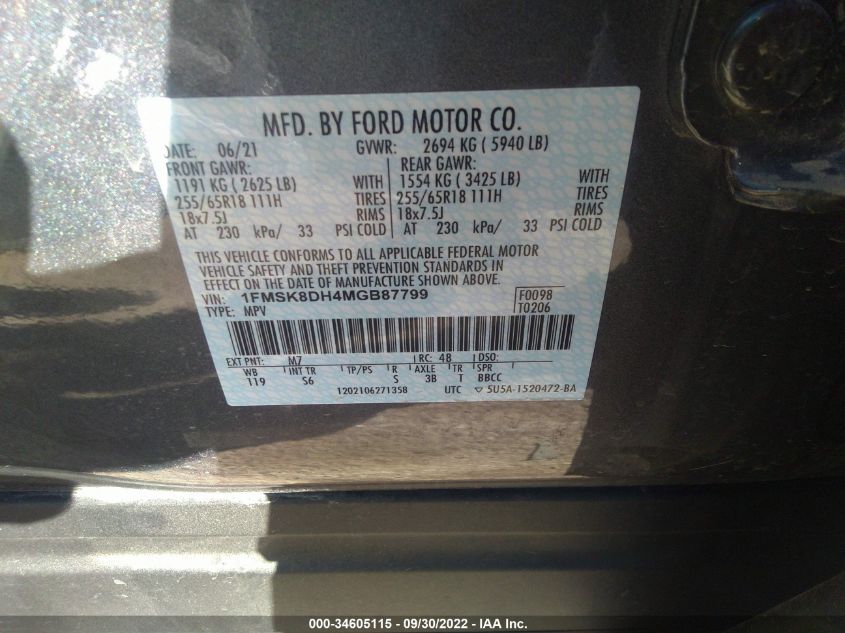 MFD. BY FORD MOTOR CO.
DATE: 06/21 GVWR: 2694 KG ( 5940 LB)
FRONT GAWR: REAR GAWR:
1191 KG ( 2625 LB) WITH 1554 KG ( 3425 LB) WITH
255/65R18 111H TIRES 255/65R18 111H TIRES
18x7.5J RIMS 18x7.5J RIMS
AT 230 kPa/ 33 PSI COLD AT 230 kPa/ 33 PSI COLD
THIS VEHICLE CONFORMS TO ALL APPLICABLE FEDERAL MOTOR
VEHICLE SAFETY AND THEFT PREVENTION STANDARDS IN
EFFECT ON THE DATE OF MANUFACTURE SHOWN ABOVE.
VIN: 1FMSK8DH4MGB87799 F0098
TYPE: MPV T0206
EXT PNT: M7 RC: 48 DSO:
WB INT TR TP/PS R AXLE TR SPR
119 S6 S 3B T BBCC
1202106271358 UTC 5U5A-1520472-BA
000-34605115 - 09/30/2022 - IAA Inc.